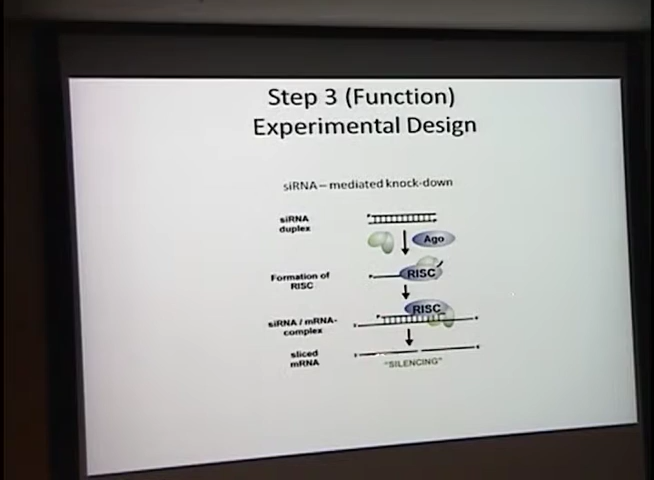 Step 3 (Function)
Experimental Design
siRNA – mediated knock-down
siRNA
duplex
Ago
Formation of
RISC
RISC
RISC
siRNA / mRNA-
complex
sliced
mRNA
"SILENCING"